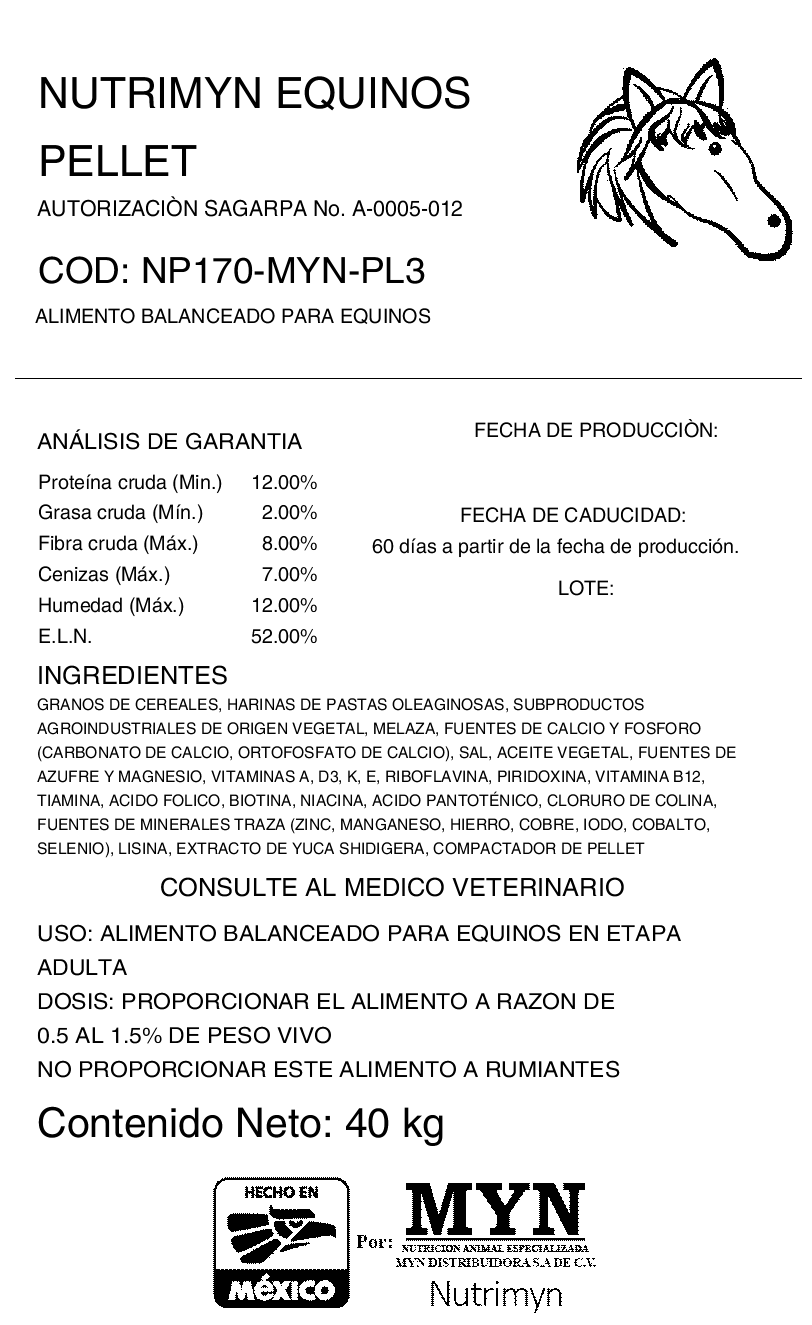 NUTRIMYN EQUINOS
PELLET
AUTORIZACIÒN SAGARPA No. A-0005-012
COD: NP170-MYN-PL3
ALIMENTO BALANCEADO PARA EQUINOS
ANÁLISIS DE GARANTIA
Proteína cruda (Min.) 12.00%
Grasa cruda (Mín.) 2.00%
Fibra cruda (Máx.) 8.00%
Cenizas (Máx.) 7.00%
Humedad (Máx.) 12.00%
E.L.N. 52.00%
FECHA DE PRODUCCIÒN:
FECHA DE CADUCIDAD:
60 días a partir de la fecha de producción.
LOTE:
INGREDIENTES
GRANOS DE CEREALES, HARINAS DE PASTAS OLEAGINOSAS, SUBPRODUCTOS
AGROINDUSTRIALES DE ORIGEN VEGETAL, MELAZA, FUENTES DE CALCIO Y FOSFORO
(CARBONATO DE CALCIO, ORTOFOSFATO DE CALCIO), SAL, ACEITE VEGETAL, FUENTES DE
AZUFRE Y MAGNESIO, VITAMINAS A, D3, K, E, RIBOFLAVINA, PIRIDOXINA, VITAMINA B12,
TIAMINA, ACIDO FOLICO, BIOTINA, NIACINA, ACIDO PANTOTÉNICO, CLORURO DE COLINA,
FUENTES DE MINERALES TRAZA (ZINC, MANGANESO, HIERRO, COBRE, IODO, COBALTO,
SELENIO), LISINA, EXTRACTO DE YUCA SHIDIGERA, COMPACTADOR DE PELLET
CONSULTE AL MEDICO VETERINARIO
USO: ALIMENTO BALANCEADO PARA EQUINOS EN ETAPA
ADULTA
DOSIS: PROPORCIONAR EL ALIMENTO A RAZON DE
0.5 AL 1.5% DE PESO VIVO
NO PROPORCIONAR ESTE ALIMENTO A RUMIANTES
Contenido Neto: 40 kg
HECHO EN
MéXICO
Por:
MYN
NUTRICION ANIMAL ESPECIALIZADA
MYN DISTRIBUIDORA S.A DE C.V.
Nutrimyn